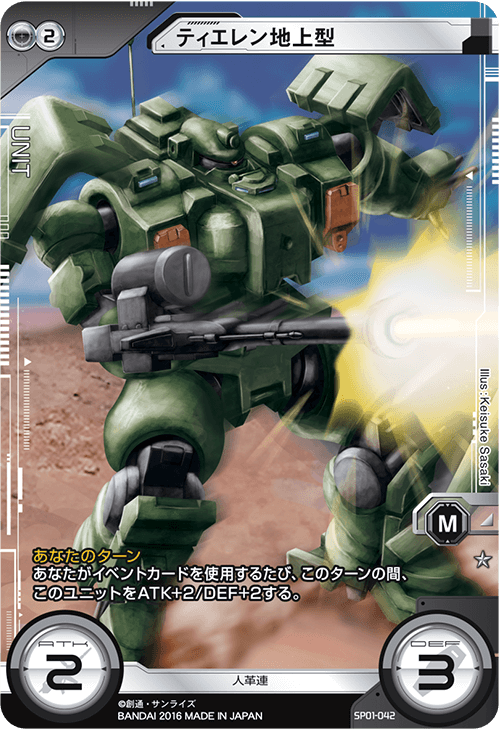 2
ティエレン地上型
UNIT
Illus : Keisuke Sasaki
M
あなたのターン
あなたがイベントカードを使用するたび、このターンの間、
このユニットをATK+2/DEF+2する。
ATK
2
DEF
3
人革連
©創通・サンライズ
BANDAI 2016 MADE IN JAPAN
SP01-042